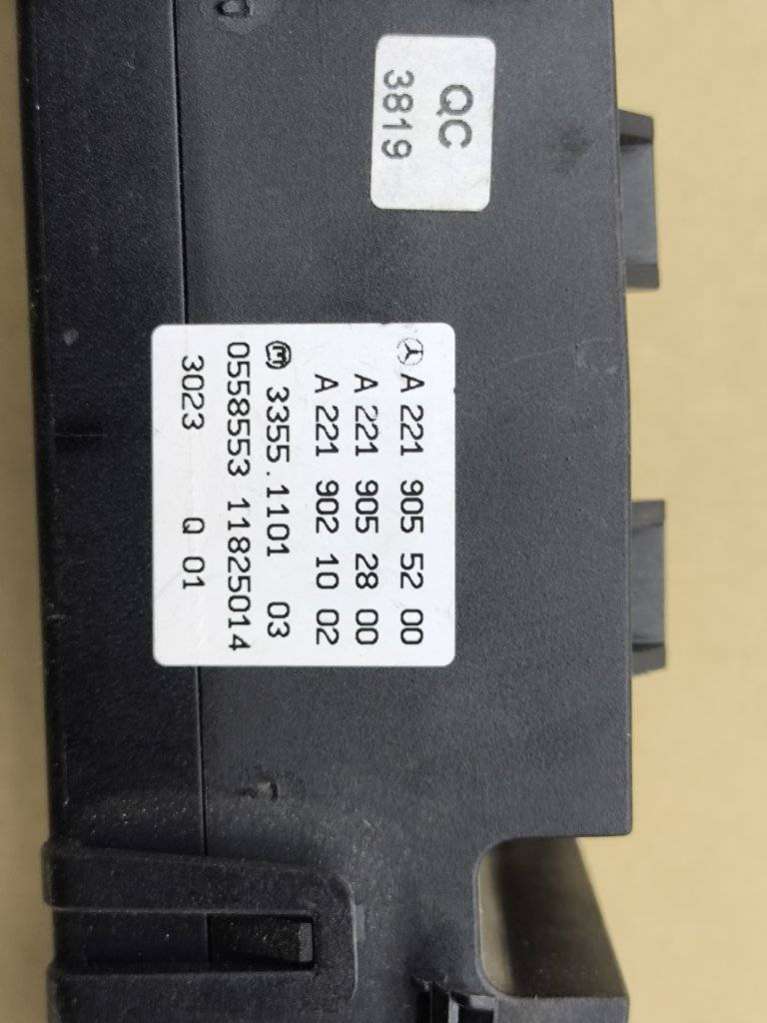 QC
3819
A 221 905 52 00
A 221 905 28 00
A 221 902 10 02
3355.1101 03
0558553 11825014
3023 Q 01